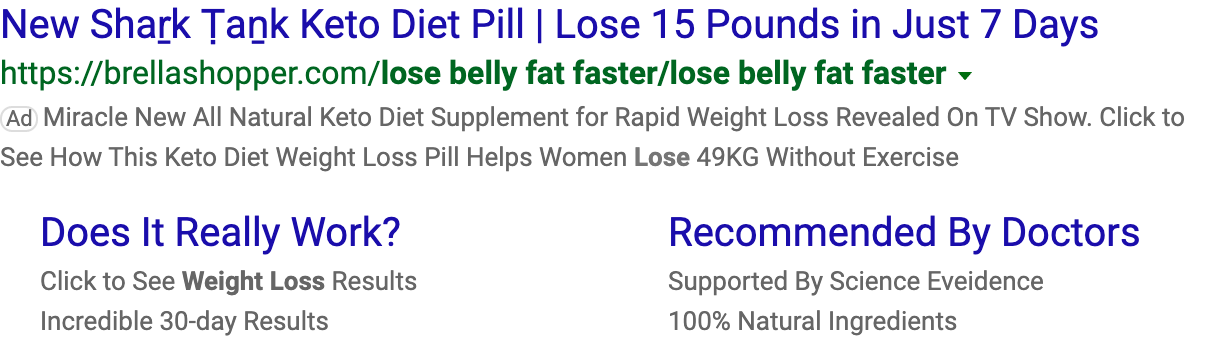 New Shaṟk Ṭaṉk Keto Diet Pill | Lose 15 Pounds in Just 7 Days
https://brellashopper.com/lose belly fat faster/lose belly fat faster
Ad Miracle New All Natural Keto Diet Supplement for Rapid Weight Loss Revealed On TV Show. Click to
See How This Keto Diet Weight Loss Pill Helps Women Lose 49KG Without Exercise
Does It Really Work?
Click to See Weight Loss Results
Incredible 30-day Results
Recommended By Doctors
Supported By Science Eveidence
100% Natural Ingredients